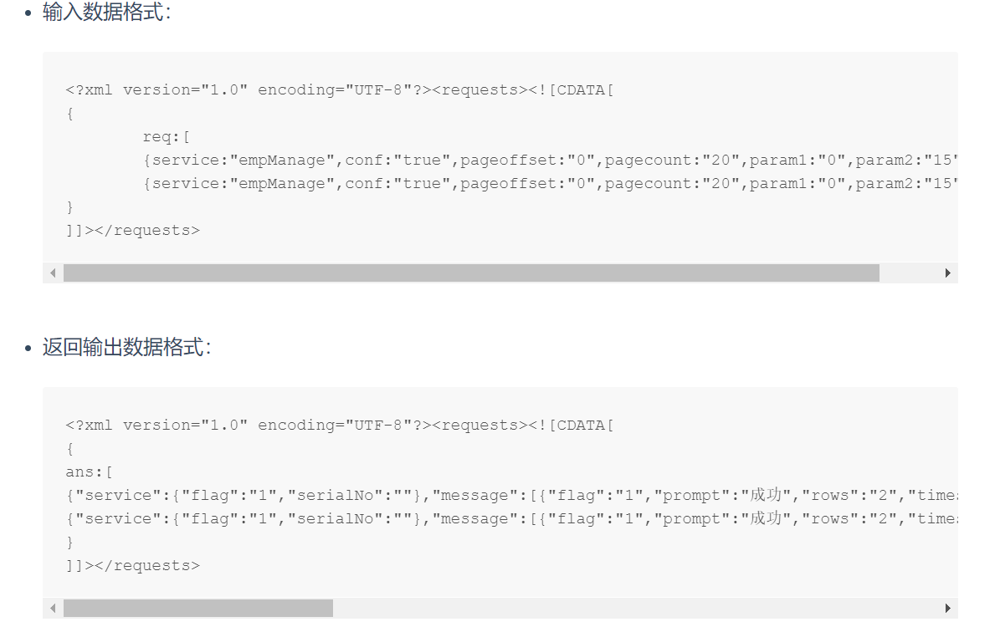 • 输入数据格式：
<?xml version="1.0" encoding="UTF-8"?><requests><![CDATA[
{
        req:[
        {service:"empManage",conf:"true",pageoffset:"0",pagecount:"20",param1:"0",param2:"15"
        {service:"empManage",conf:"true",pageoffset:"0",pagecount:"20",param1:"0",param2:"15"
}
]]></requests>
• 返回输出数据格式：
<?xml version="1.0" encoding="UTF-8"?><requests><![CDATA[
{
ans:[
{"service":{"flag":"1","serialNo":""},"message":[{"flag":"1","prompt":"成功","rows":"2","time
{"service":{"flag":"1","serialNo":""},"message":[{"flag":"1","prompt":"成功","rows":"2","time
}
]]></requests>